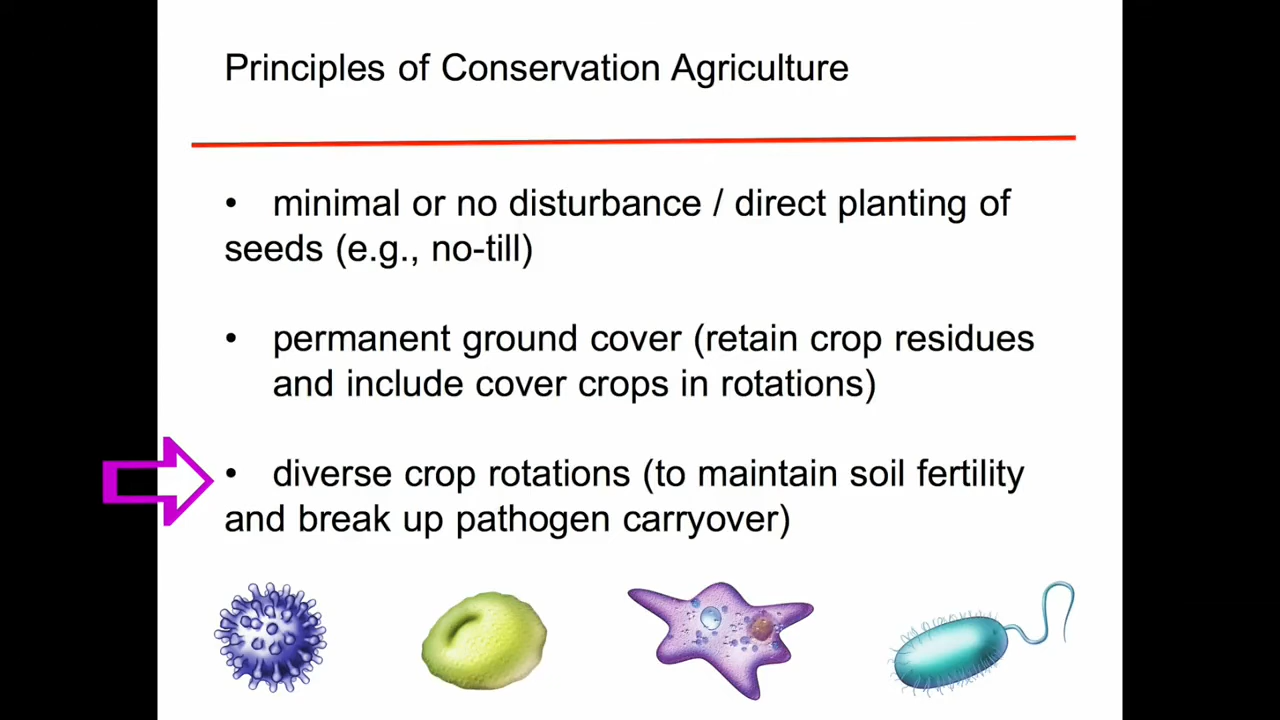 Principles of Conservation Agriculture
• minimal or no disturbance / direct planting of
seeds (e.g., no-till)
• permanent ground cover (retain crop residues
and include cover crops in rotations)
• diverse crop rotations (to maintain soil fertility
and break up pathogen carryover)